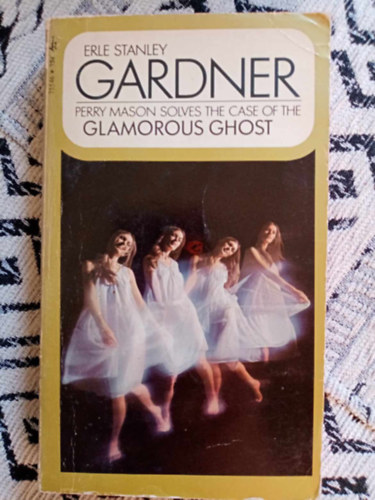 ERLE STANLEY
GARDNER
PERRY MASON SOLVES THE CASE OF THE
GLAMOROUS GHOST